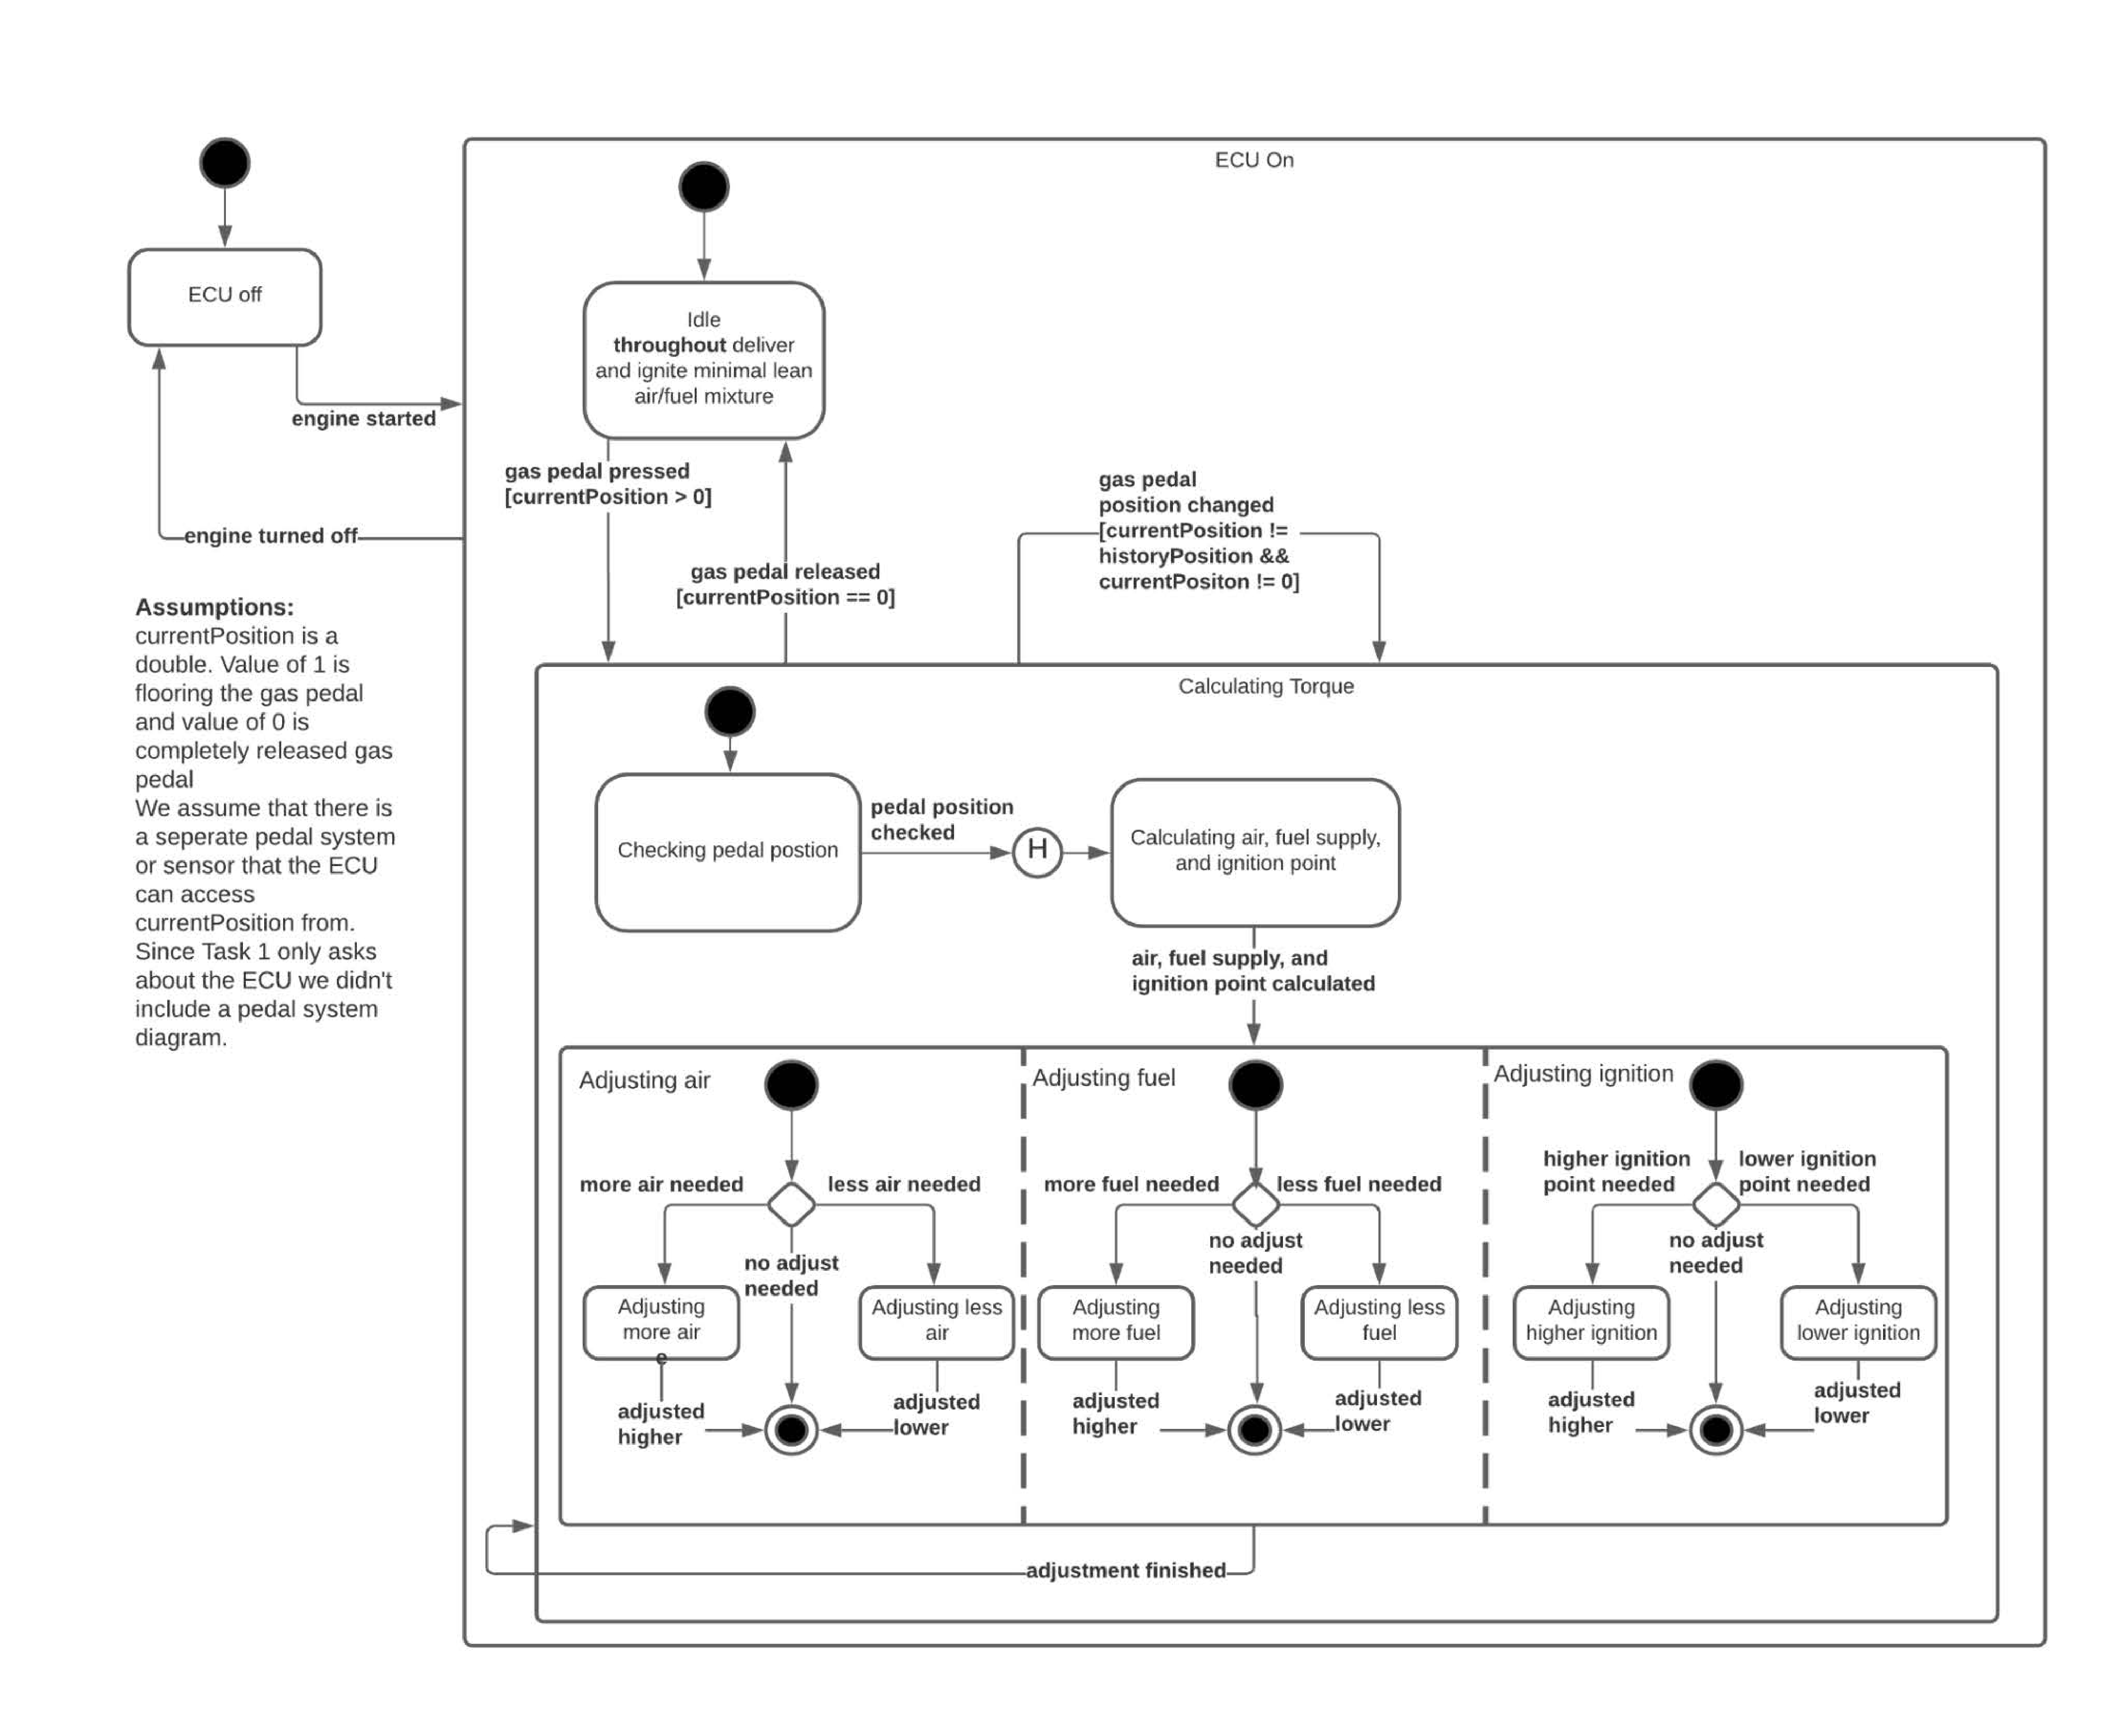 ECU On
ECU off
Idle
throughout deliver
and ignite minimal lean
air/fuel mixture
engine started
engine turned off
gas pedal pressed
[currentPosition > 0]
gas pedal released
[currentPosition == 0]
gas pedal
position changed
[currentPosition !=
historyPosition &&
currentPositon != 0]
Assumptions:
currentPosition is a
double. Value of 1 is
flooring the gas pedal
and value of 0 is
completely released gas
pedal
We assume that there is
a seperate pedal system
or sensor that the ECU
can access
currentPosition from.
Since Task 1 only asks
about the ECU we didn't
include a pedal system
diagram.
Calculating Torque
Checking pedal postion
pedal position
checked
H
Calculating air, fuel supply,
and ignition point
air, fuel supply, and
ignition point calculated
Adjusting air
more air needed
less air needed
no adjust
needed
Adjusting
more air
e
Adjusting less
air
adjusted
higher
adjusted
lower
Adjusting fuel
more fuel needed
less fuel needed
no adjust
needed
Adjusting
more fuel
Adjusting less
fuel
adjusted
higher
adjusted
lower
Adjusting ignition
higher ignition
point needed
lower ignition
point needed
no adjust
needed
Adjusting
higher ignition
Adjusting
lower ignition
adjusted
higher
adjusted
lower
adjustment finished